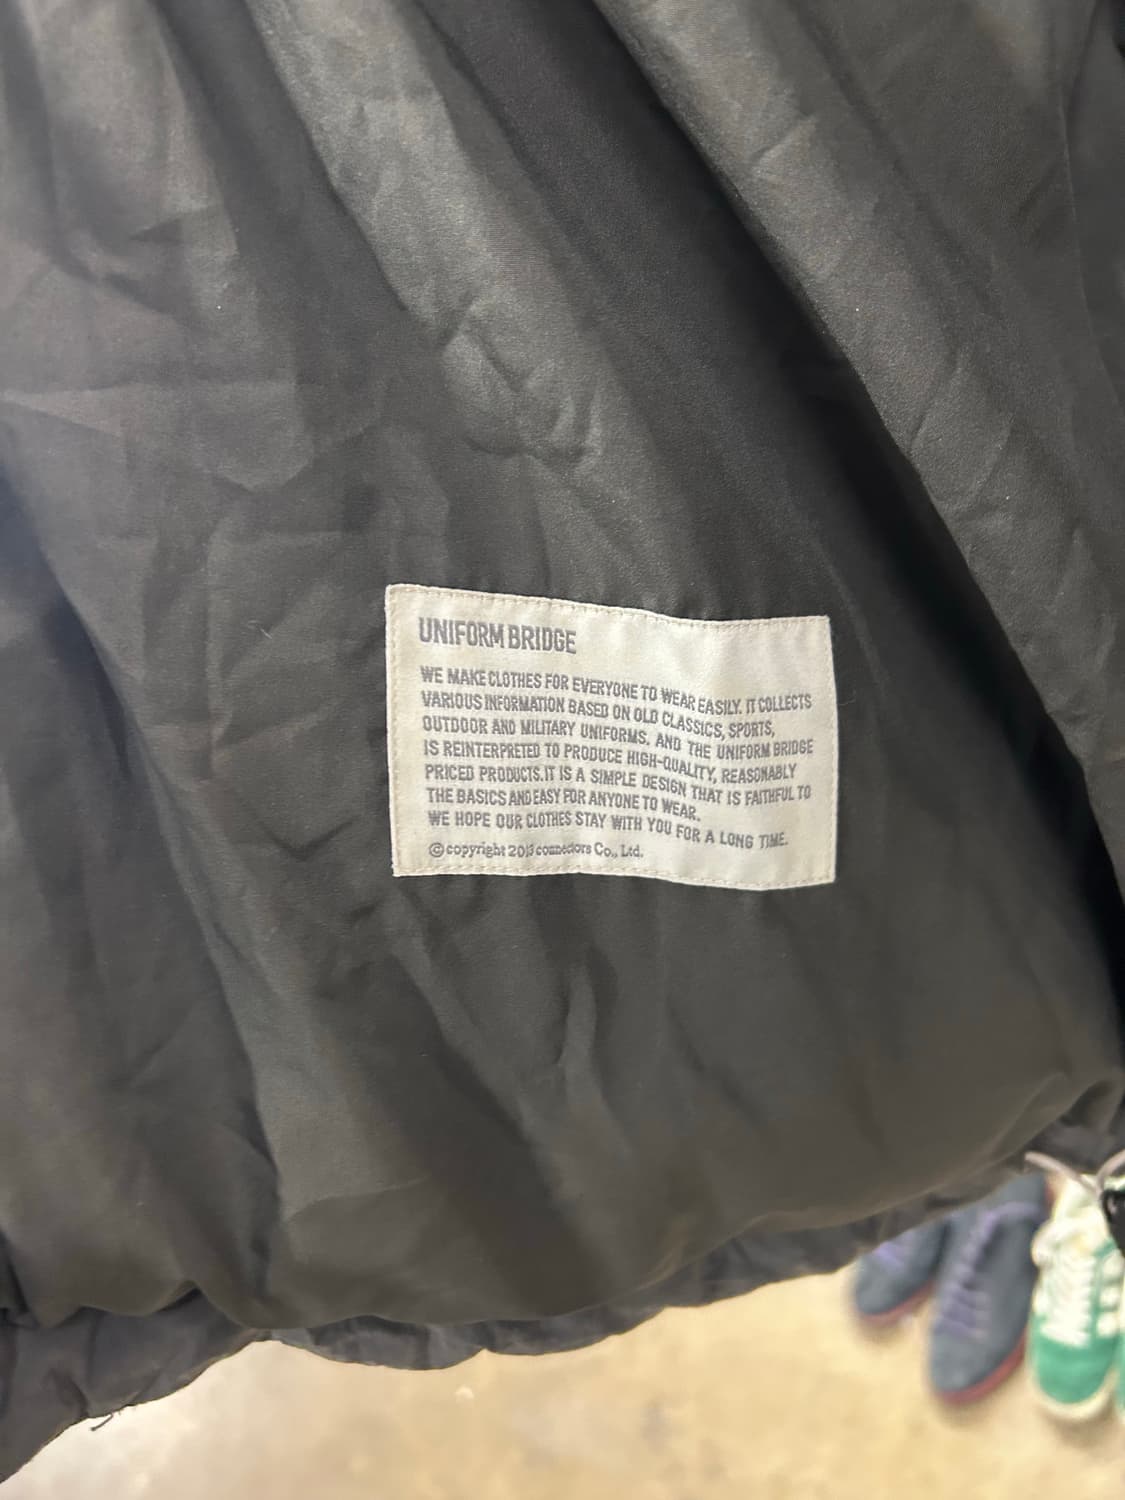 UNIFORM BRIDGE
WE MAKE CLOTHES FOR EVERYONE TO WEAR EASILY. IT COLLECTS
VARIOUS INFORMATION BASED ON OLD CLASSICS, SPORTS,
OUTDOOR AND MILITARY UNIFORMS. AND THE UNIFORM BRIDGE
IS REINTERPRETED TO PRODUCE HIGH-QUALITY, REASONABLY
PRICED PRODUCTS.IT IS A SIMPLE DESIGN THAT IS FAITHFUL TO
THE BASICS AND EASY FOR ANYONE TO WEAR.
WE HOPE OUR CLOTHES STAY WITH YOU FOR A LONG TIME.
©copyright 2013 connectors Co., Ltd.